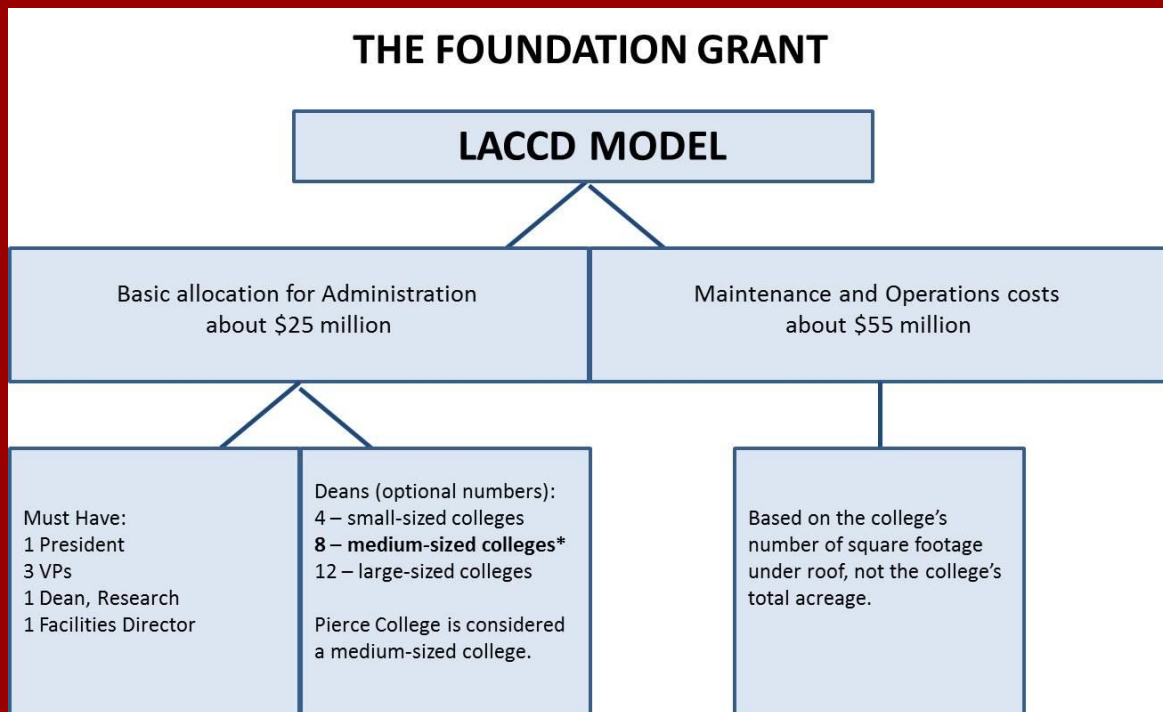 THE FOUNDATION GRANT
LACCD MODEL
Basic allocation for Administration
about $25 million
Maintenance and Operations costs
about $55 million
Must Have:
1 President
3 VPs
1 Dean, Research
1 Facilities Director
Deans (optional numbers):
4 – small-sized colleges
8 – medium-sized colleges*
12 – large-sized colleges
Pierce College is considered
a medium-sized college.
Based on the college’s
number of square footage
under roof, not the college’s
total acreage.